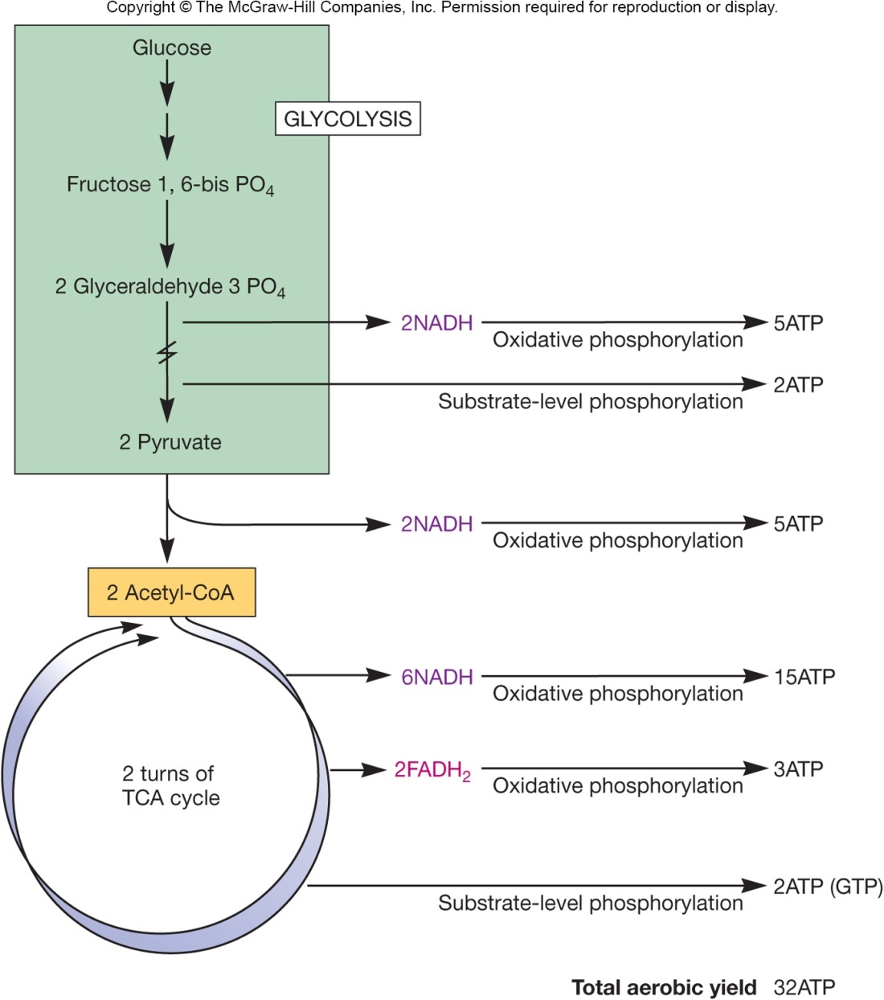 Copyright © The McGraw-Hill Companies, Inc. Permission required for reproduction or display.
Glucose
GLYCOLYSIS
Fructose 1, 6-bis PO4
2 Glyceraldehyde 3 PO4
2NADH
Oxidative phosphorylation
5ATP
Substrate-level phosphorylation
2ATP
2 Pyruvate
2NADH
Oxidative phosphorylation
5ATP
2 Acetyl-CoA
6NADH
Oxidative phosphorylation
15ATP
2 turns of
TCA cycle
2FADH2
Oxidative phosphorylation
3ATP
Substrate-level phosphorylation
2ATP (GTP)
Total aerobic yield 32ATP